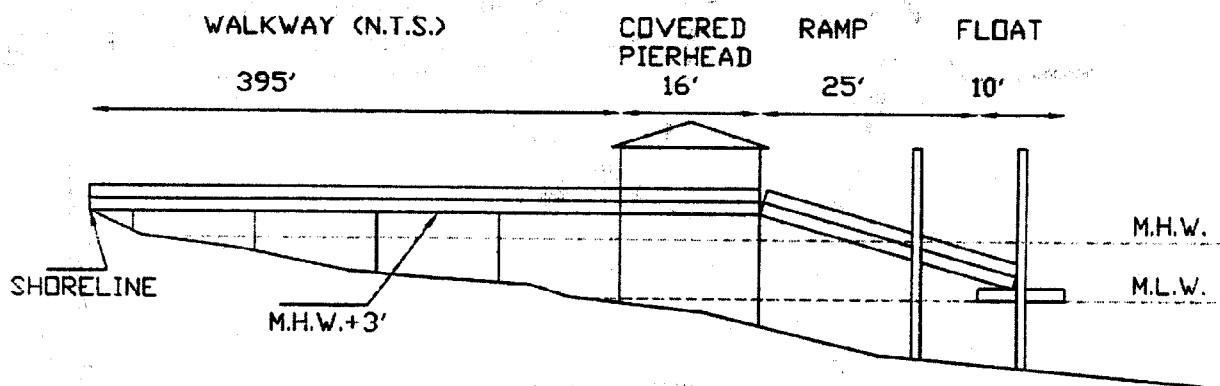 WALKWAY (N.T.S.)
395'
COVERED
PIERHEAD
16'
RAMP
25'
FLOAT
10'
M.H.W.
M.L.W.
SHORELINE
M.H.W.+3'